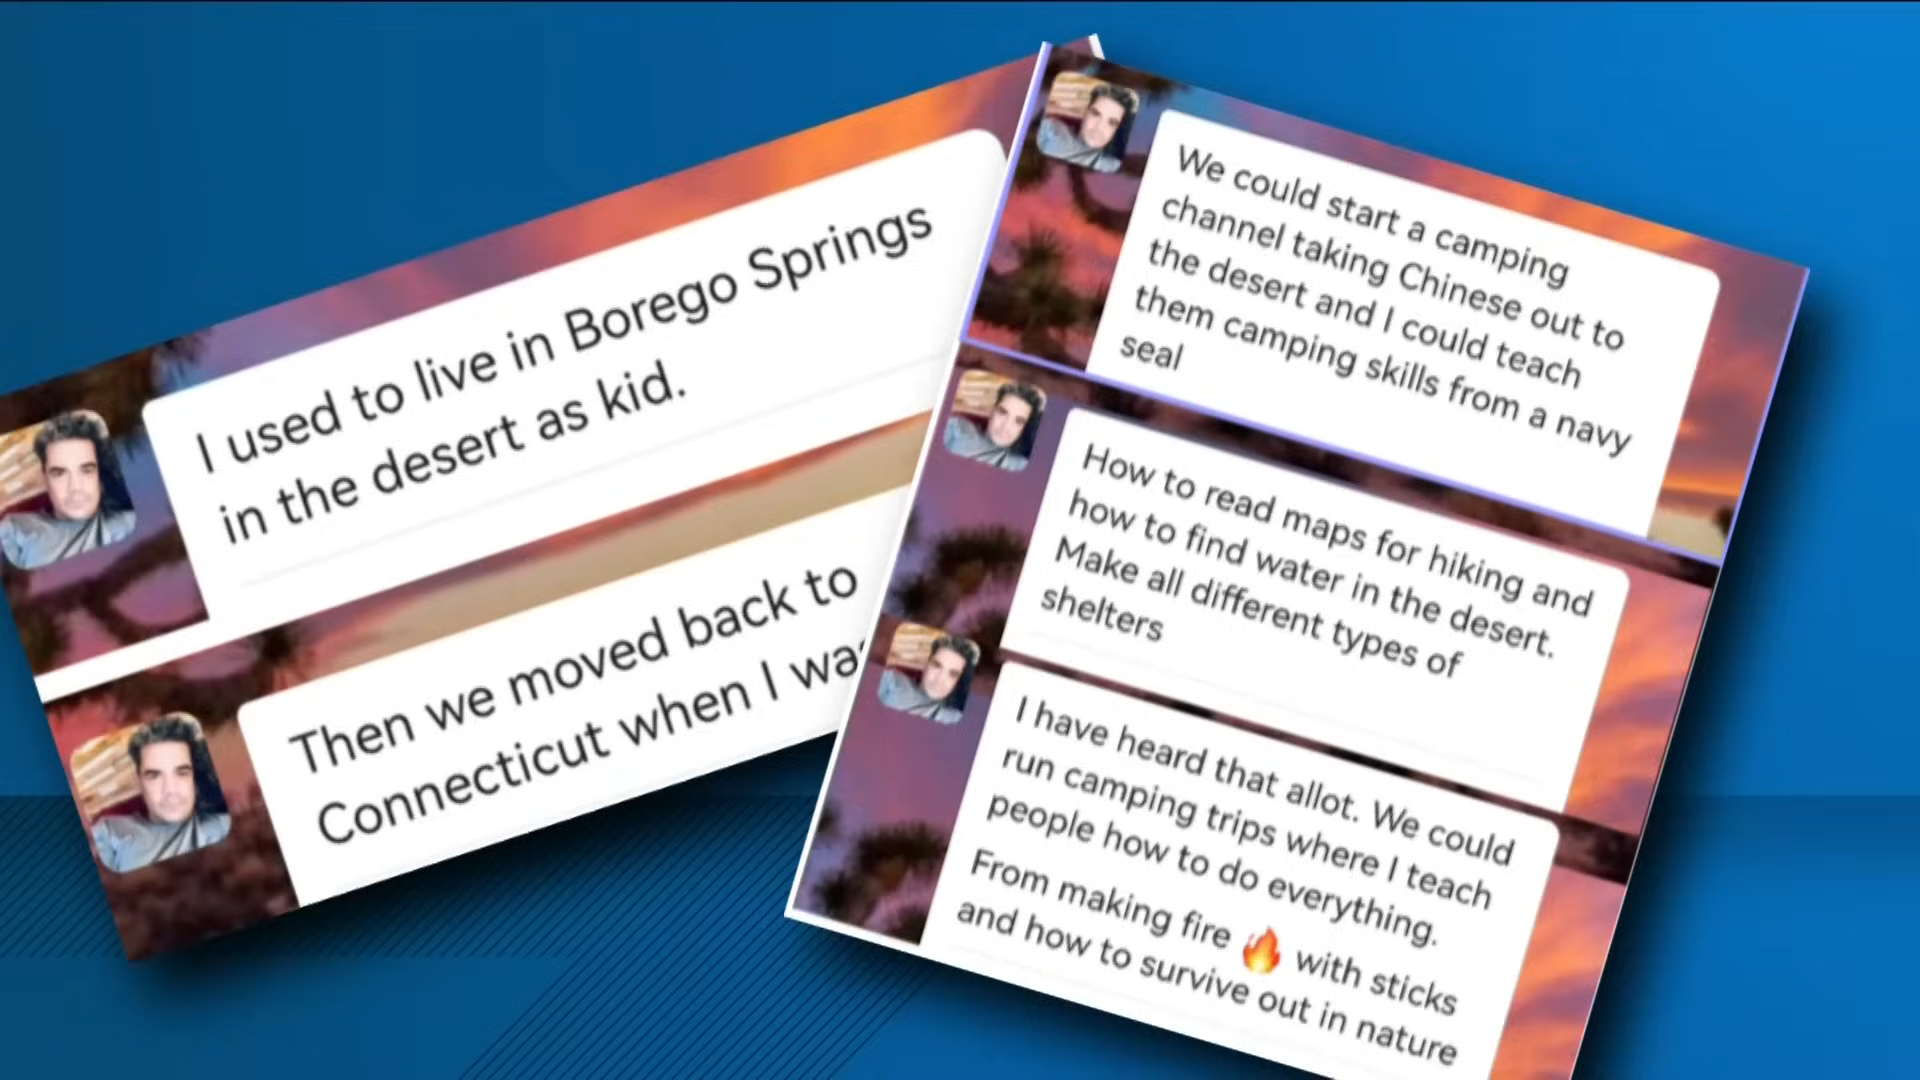 I used to live in Borego Springs
in the desert as kid.
Then we moved back to
Connecticut when I was
We could start a camping
channel taking Chinese out to
the desert and I could teach
them camping skills from a navy
seal
How to read maps for hiking and
how to find water in the desert.
Make all different types of
shelters
I have heard that allot. We could
run camping trips where I teach
people how to do everything.
From making fire 🔥 with sticks
and how to survive out in nature